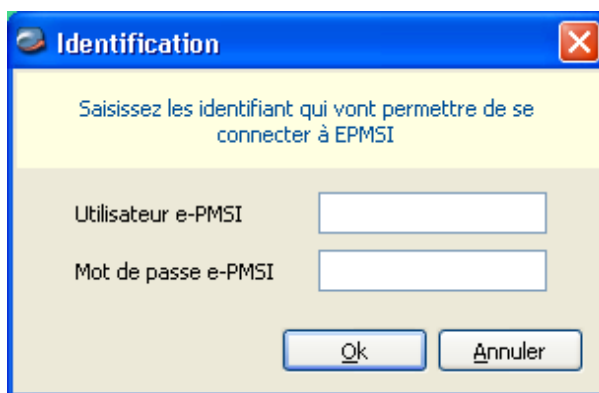 Identification
Saisissez les identifiant qui vont permettre de se
connecter à EPMSI
Utilisateur e-PMSI
Mot de passe e-PMSI
Ok
Annuler